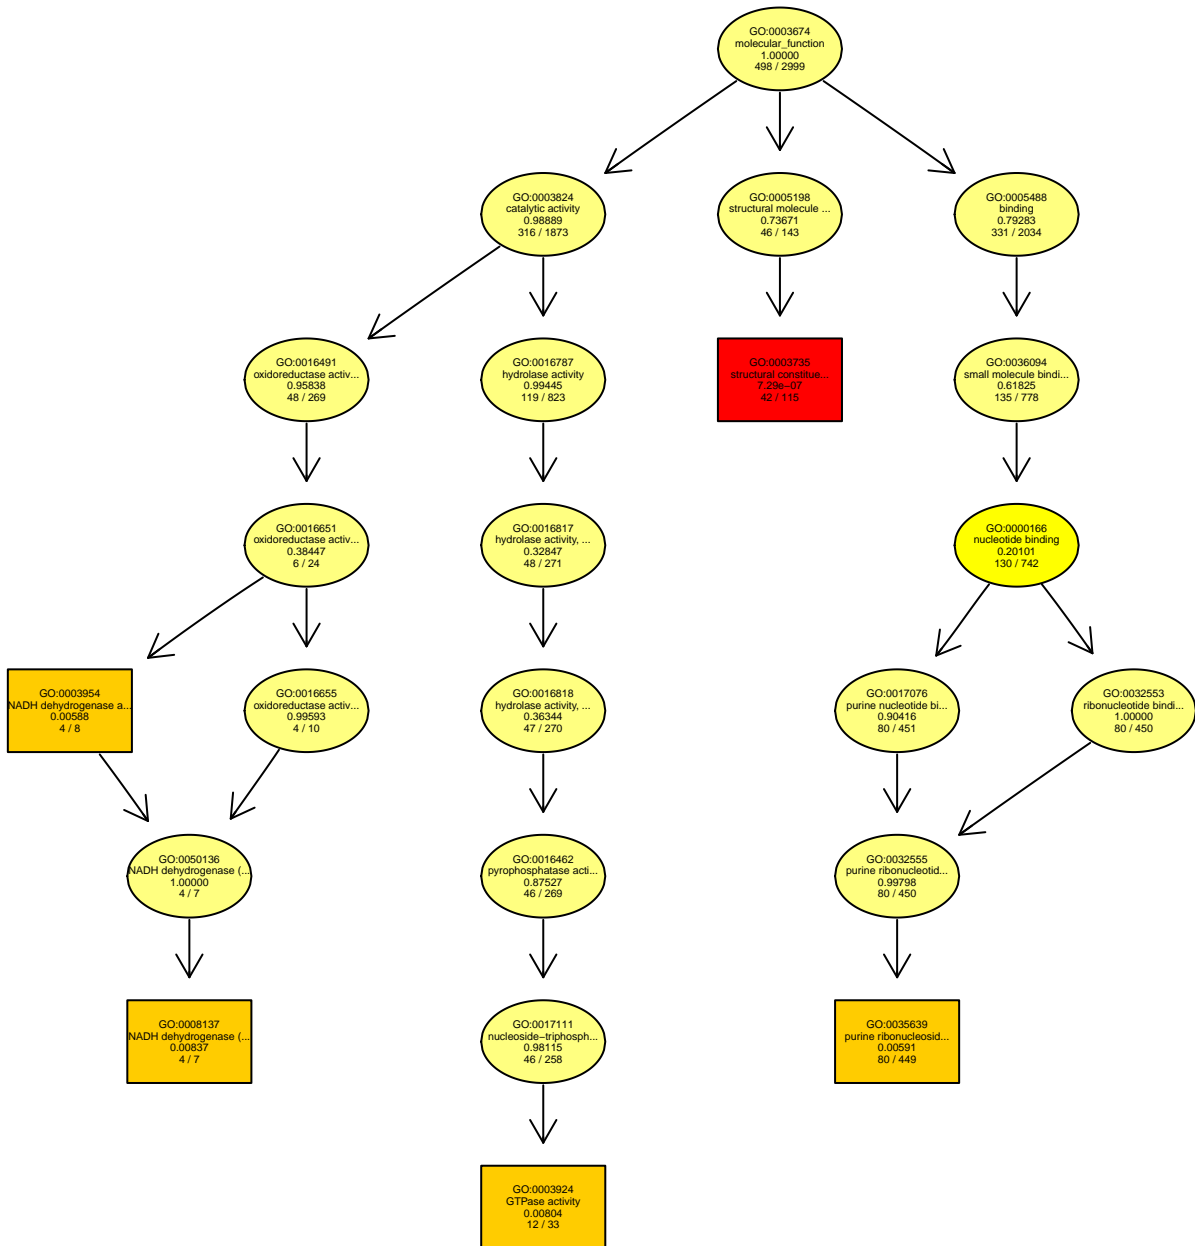 GO:0003674
molecular_function
1.00000
498 / 2999
GO:0003824
catalytic activity
0.98889
316 / 1873
GO:0005198
structural molecule ...
0.73671
46 / 143
GO:0005488
binding
0.79283
331 / 2034
GO:0016491
oxidoreductase activ...
0.95838
48 / 269
GO:0016787
hydrolase activity
0.99445
119 / 823
GO:0003735
structural constitue...
7.29e−07
42 / 115
GO:0036094
small molecule bindi...
0.61825
135 / 778
GO:0016651
oxidoreductase activ...
0.38447
6 / 24
GO:0016817
hydrolase activity, ...
0.32847
48 / 271
GO:0000166
nucleotide binding
0.20101
130 / 742
GO:0003954
NADH dehydrogenase a...
0.00588
4 / 8
GO:0016655
oxidoreductase activ...
0.99593
4 / 10
GO:0016818
hydrolase activity, ...
0.36344
47 / 270
GO:0017076
purine nucleotide bi...
0.90416
80 / 451
GO:0032553
ribonucleotide bindi...
1.00000
80 / 450
GO:0050136
NADH dehydrogenase (...
1.00000
4 / 7
GO:0016462
pyrophosphatase acti...
0.87527
46 / 269
GO:0032555
purine ribonucleotid...
0.99798
80 / 450
GO:0008137
NADH dehydrogenase (...
0.00837
4 / 7
GO:0017111
nucleoside−triphosph...
0.98115
46 / 258
GO:0035639
purine ribonucleosid...
0.00591
80 / 449
GO:0003924
GTPase activity
0.00804
12 / 33